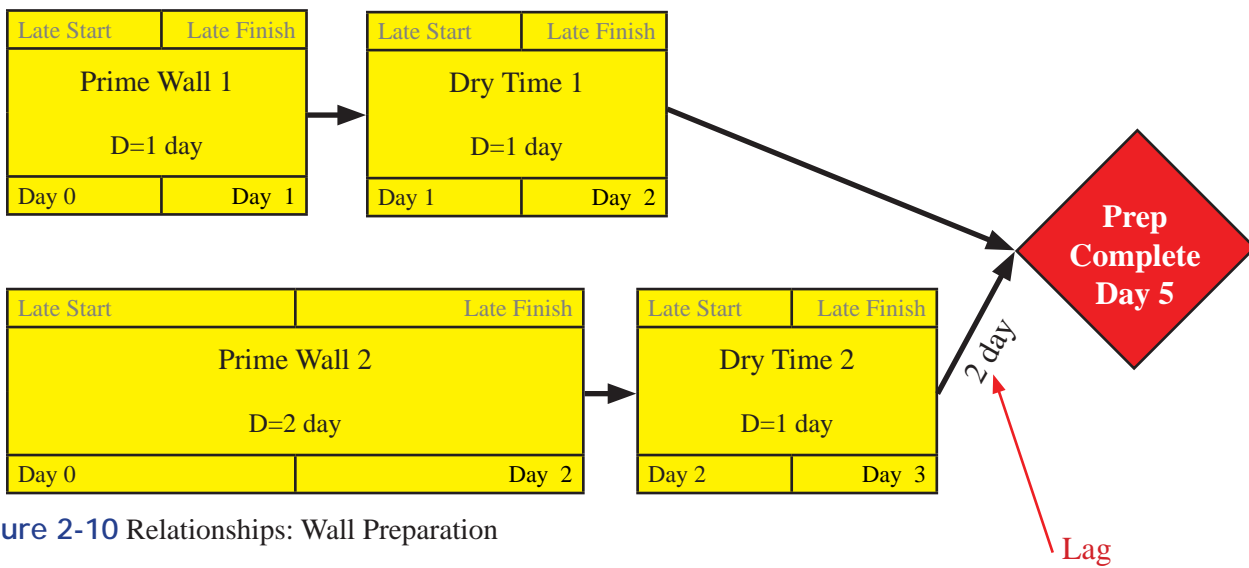 Late Start Late Finish
Prime Wall 1
D=1 day
Day 0 Day 1
Late Start Late Finish
Dry Time 1
D=1 day
Day 1 Day 2
Prep
Complete
Day 5
Late Start Late Finish
Prime Wall 2
D=2 day
Day 0 Day 2
Late Start Late Finish
Dry Time 2
D=1 day
Day 2 Day 3
2 day
ure 2-10 Relationships: Wall Preparation
Lag